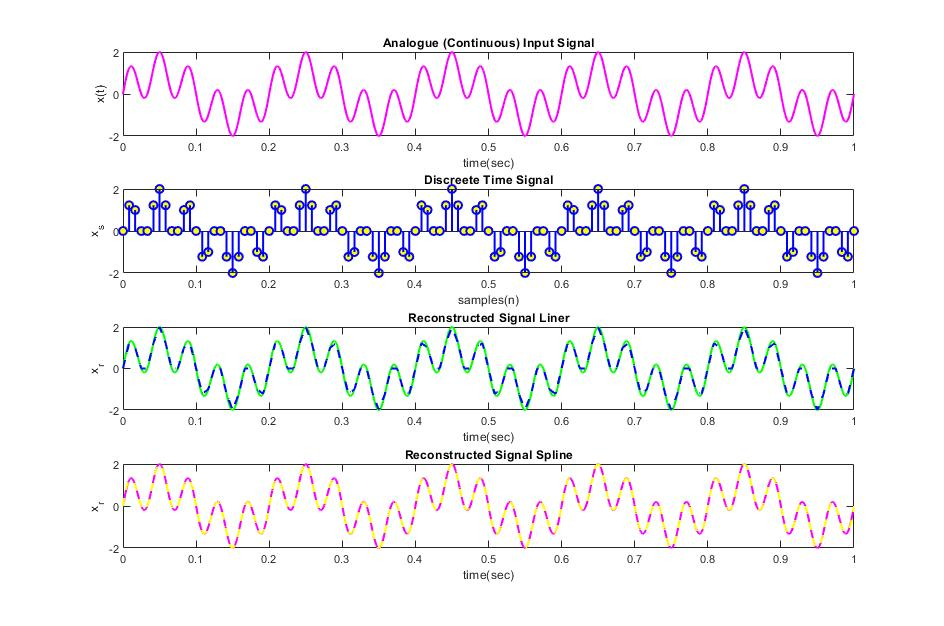 Analogue (Continuous) Input Signal
2
0
-2
x(t)
0 0.1 0.2 0.3 0.4 0.5 0.6 0.7 0.8 0.9 1
time(sec)
Discreete Time Signal
2
0
-2
x_s
0 0.1 0.2 0.3 0.4 0.5 0.6 0.7 0.8 0.9 1
samples(n)
Reconstructed Signal Liner
2
0
-2
x_r
0 0.1 0.2 0.3 0.4 0.5 0.6 0.7 0.8 0.9 1
time(sec)
Reconstructed Signal Spline
2
0
-2
x_r
0 0.1 0.2 0.3 0.4 0.5 0.6 0.7 0.8 0.9 1
time(sec)